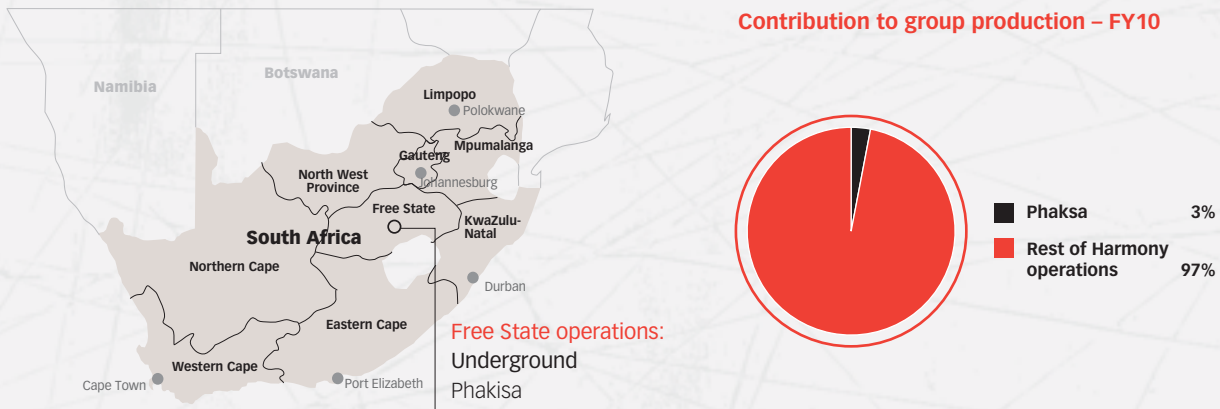 Contribution to group production – FY10
Namibia
Botswana
Limpopo
Polokwane
Mpumalanga
Gauteng
Johannesburg
North West
Province
Free State
KwaZulu-
Natal
South Africa
Northern Cape
Durban
Eastern Cape
Western Cape
Cape Town
Port Elizabeth
Free State operations:
Underground
Phakisa
Phaksa 3%
Rest of Harmony
operations 97%